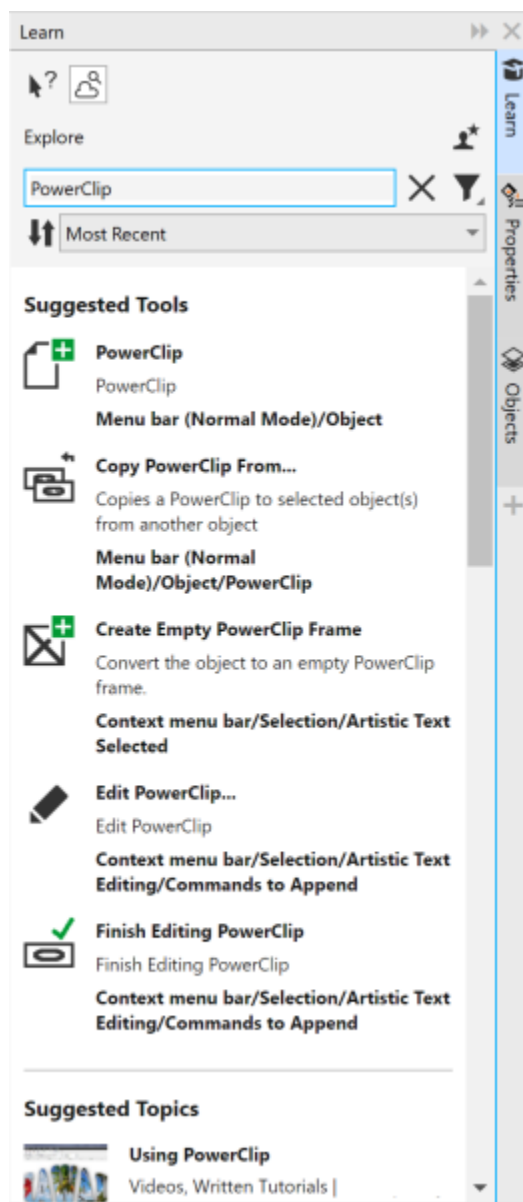 Learn
?
Explore
PowerClip
Most Recent
Suggested Tools
PowerClip
PowerClip
Menu bar (Normal Mode)/Object
Copy PowerClip From...
Copies a PowerClip to selected object(s)
from another object
Menu bar (Normal
Mode)/Object/PowerClip
Create Empty PowerClip Frame
Convert the object to an empty PowerClip
frame.
Context menu bar/Selection/Artistic Text
Selected
Edit PowerClip...
Edit PowerClip
Context menu bar/Selection/Artistic Text
Editing/Commands to Append
Finish Editing PowerClip
Finish Editing PowerClip
Context menu bar/Selection/Artistic Text
Editing/Commands to Append
Suggested Topics
Using PowerClip
Videos, Written Tutorials |
Learn
Properties
Objects